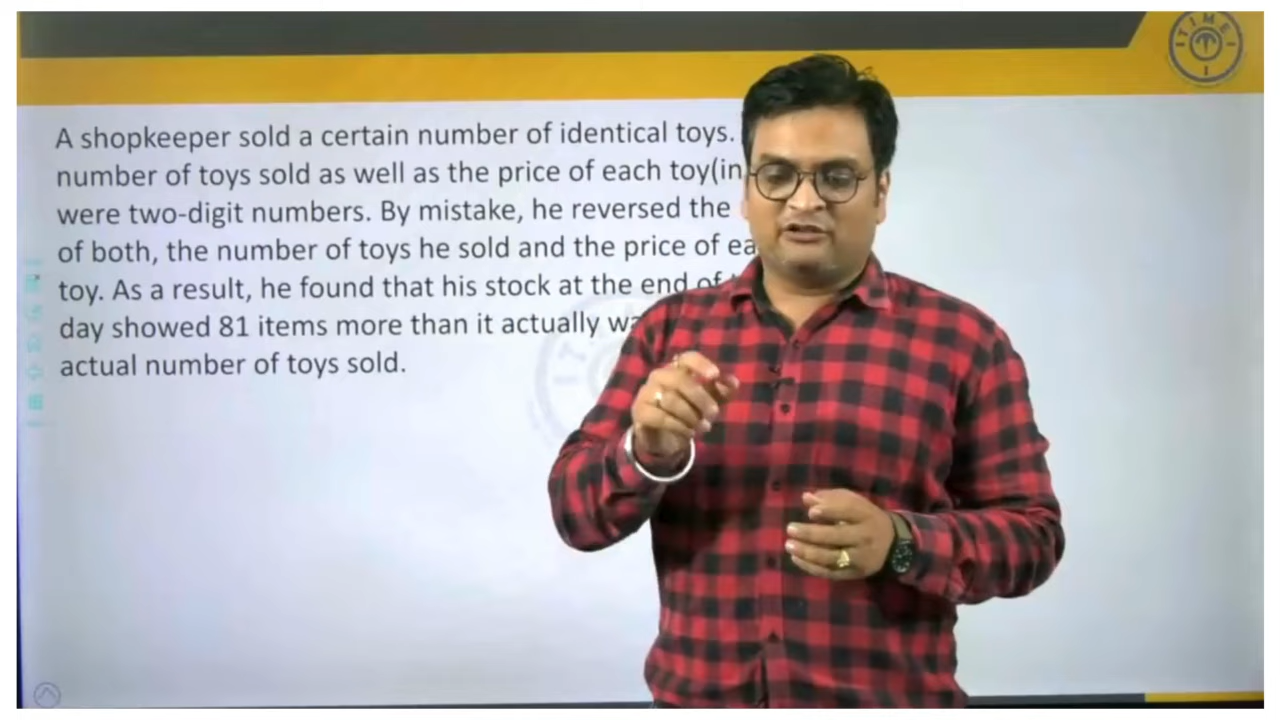 TIME
A shopkeeper sold a certain number of identical toys.
number of toys sold as well as the price of each toy(in
were two-digit numbers. By mistake, he reversed the
of both, the number of toys he sold and the price of ea
toy. As a result, he found that his stock at the end of
day showed 81 items more than it actually wa
actual number of toys sold.